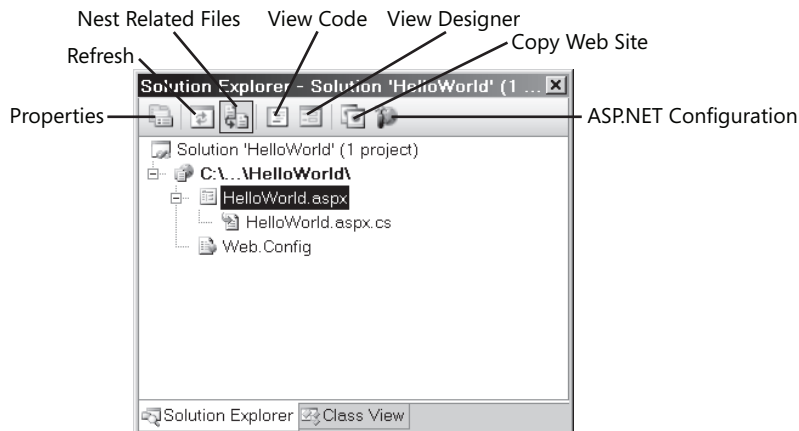 Nest Related Files
View Code
View Designer
Refresh
Copy Web Site
Solution Explorer - Solution 'HelloWorld' (1 ...
Properties
ASP.NET Configuration
Solution 'HelloWorld' (1 project)
C:\...\HelloWorld\
HelloWorld.aspx
HelloWorld.aspx.cs
Web.Config
Solution Explorer
Class View